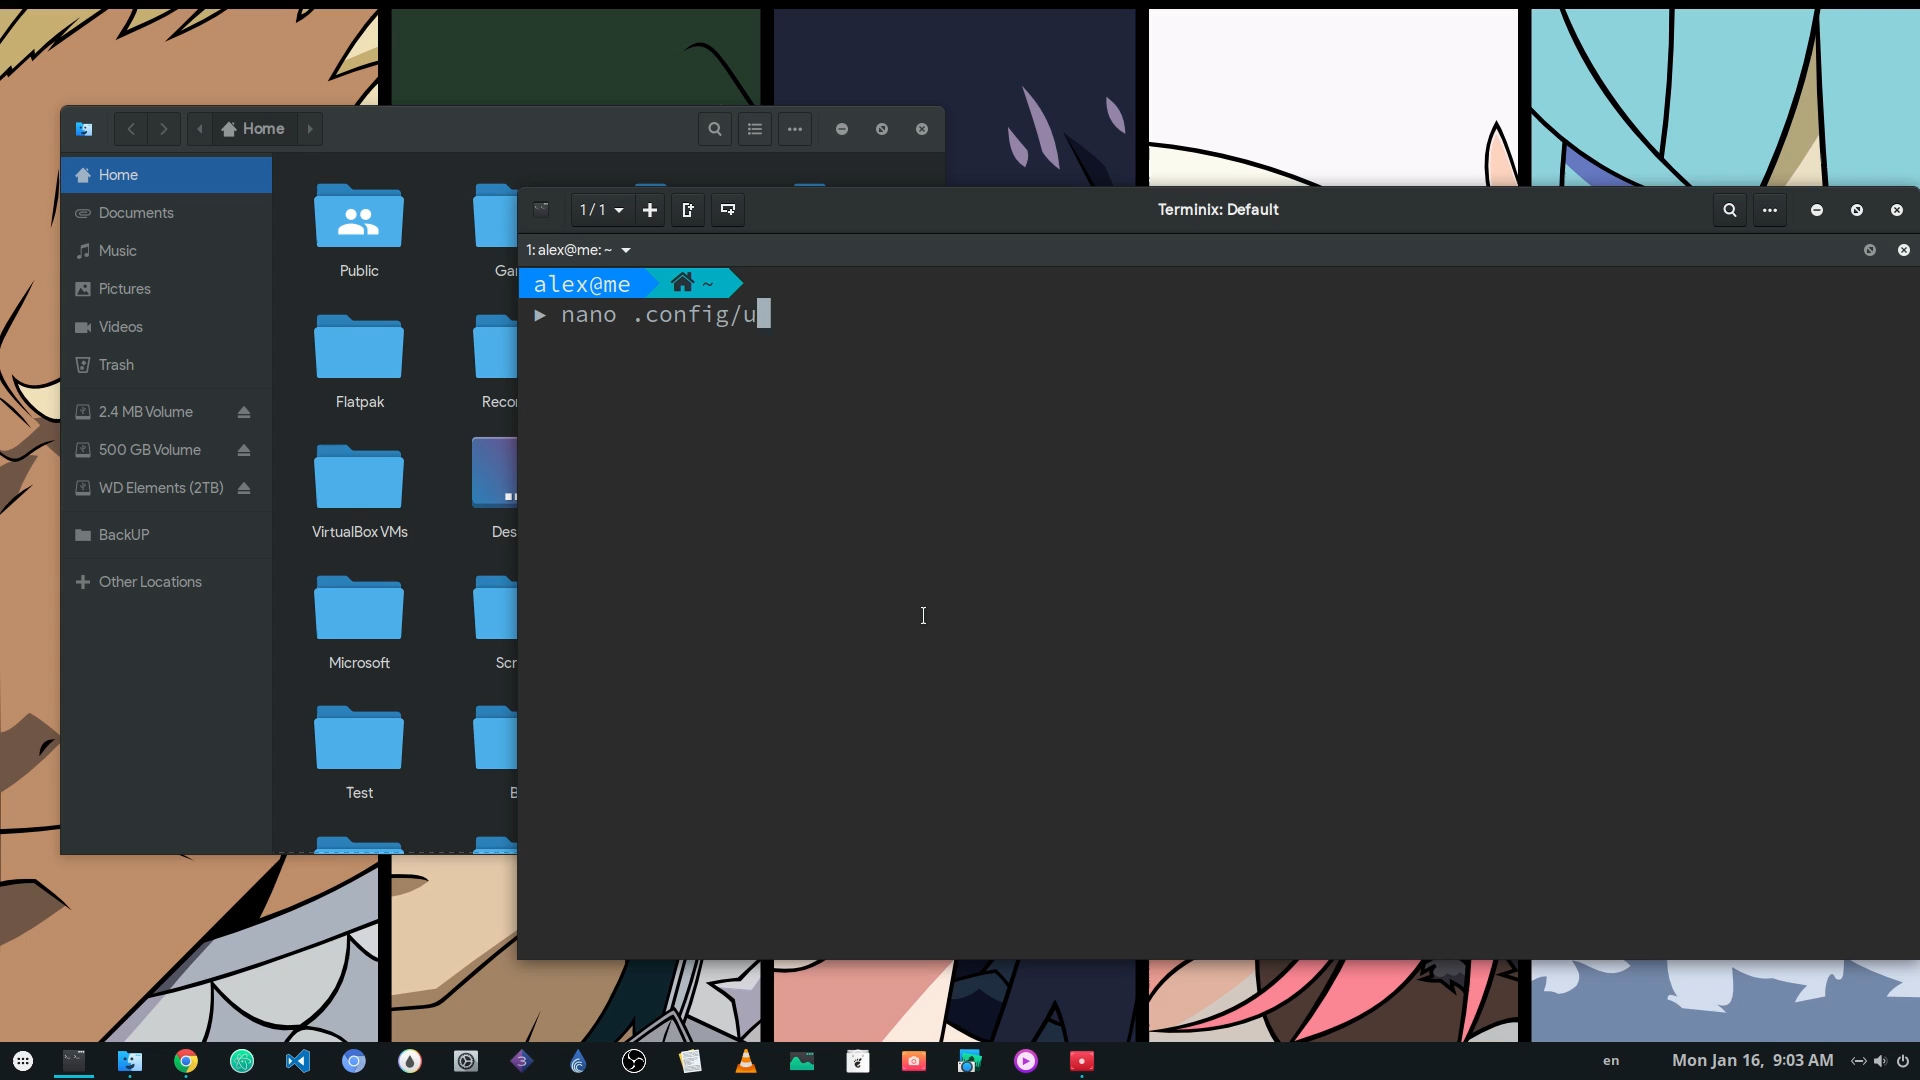 Home
Home
Documents
Music
Pictures
Videos
Trash
2.4 MB Volume
500 GB Volume
WD Elements (2TB)
BackUP
Other Locations
Public
Flatpak
VirtualBox VMs
Microsoft
Test
Terminix: Default
1 / 1
1: alex@me: ~
alex@me ~
nano .config/u
en
Mon Jan 16, 9:03 AM